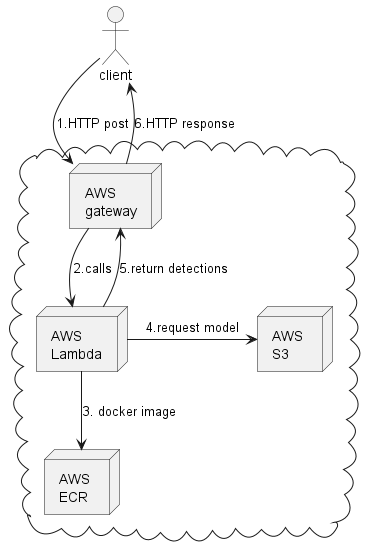 client
1.HTTP post
6.HTTP response
AWS
gateway
2.calls
5.return detections
AWS
Lambda
4.request model
AWS
S3
3. docker image
AWS
ECR